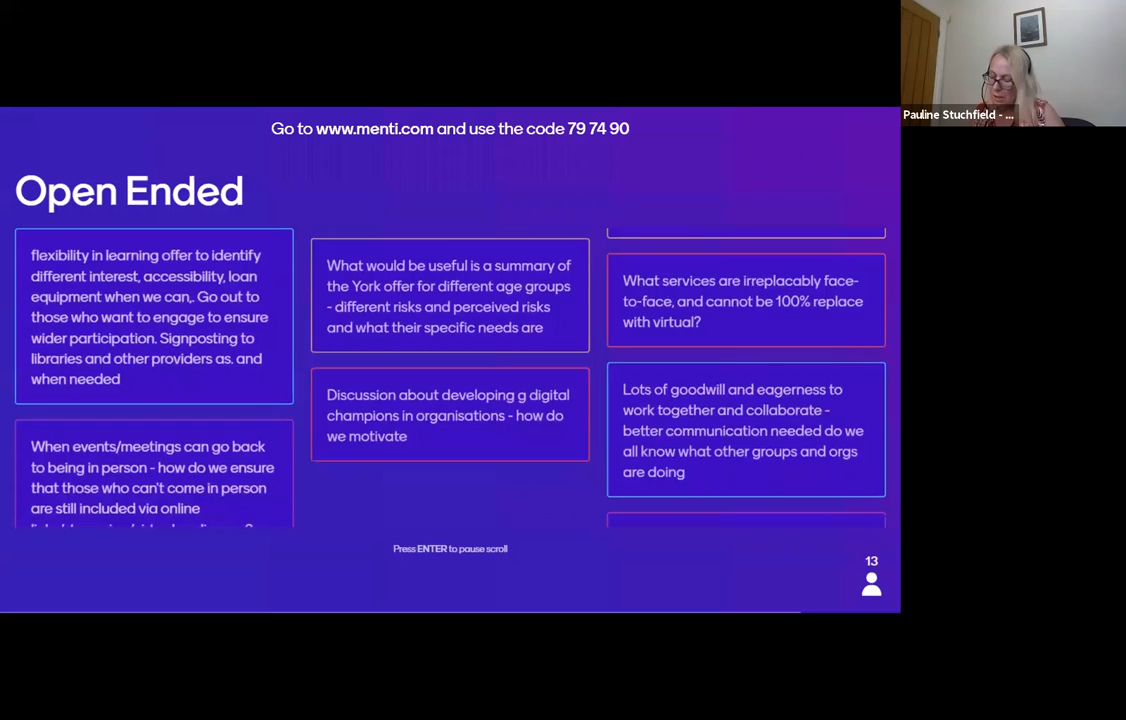 Go to www.menti.com and use the code 79 74 90
Pauline Stuchfield - ...
Open Ended
flexibility in learning offer to identify
different interest, accessibility, loan
equipment when we can,. Go out to
those who want to engage to ensure
wider participation. Signposting to
libraries and other providers as. and
when needed
When events/meetings can go back
to being in person - how do we ensure
that those who can't come in person
are still included via online
What would be useful is a summary of
the York offer for different age groups
- different risks and perceived risks
and what their specific needs are
Discussion about developing g digital
champions in organisations - how do
we motivate
What services are irreplacably face-
to-face, and cannot be 100% replace
with virtual?
Lots of goodwill and eagerness to
work together and collaborate -
better communication needed do we
all know what other groups and orgs
are doing
Press ENTER to pause scroll
13